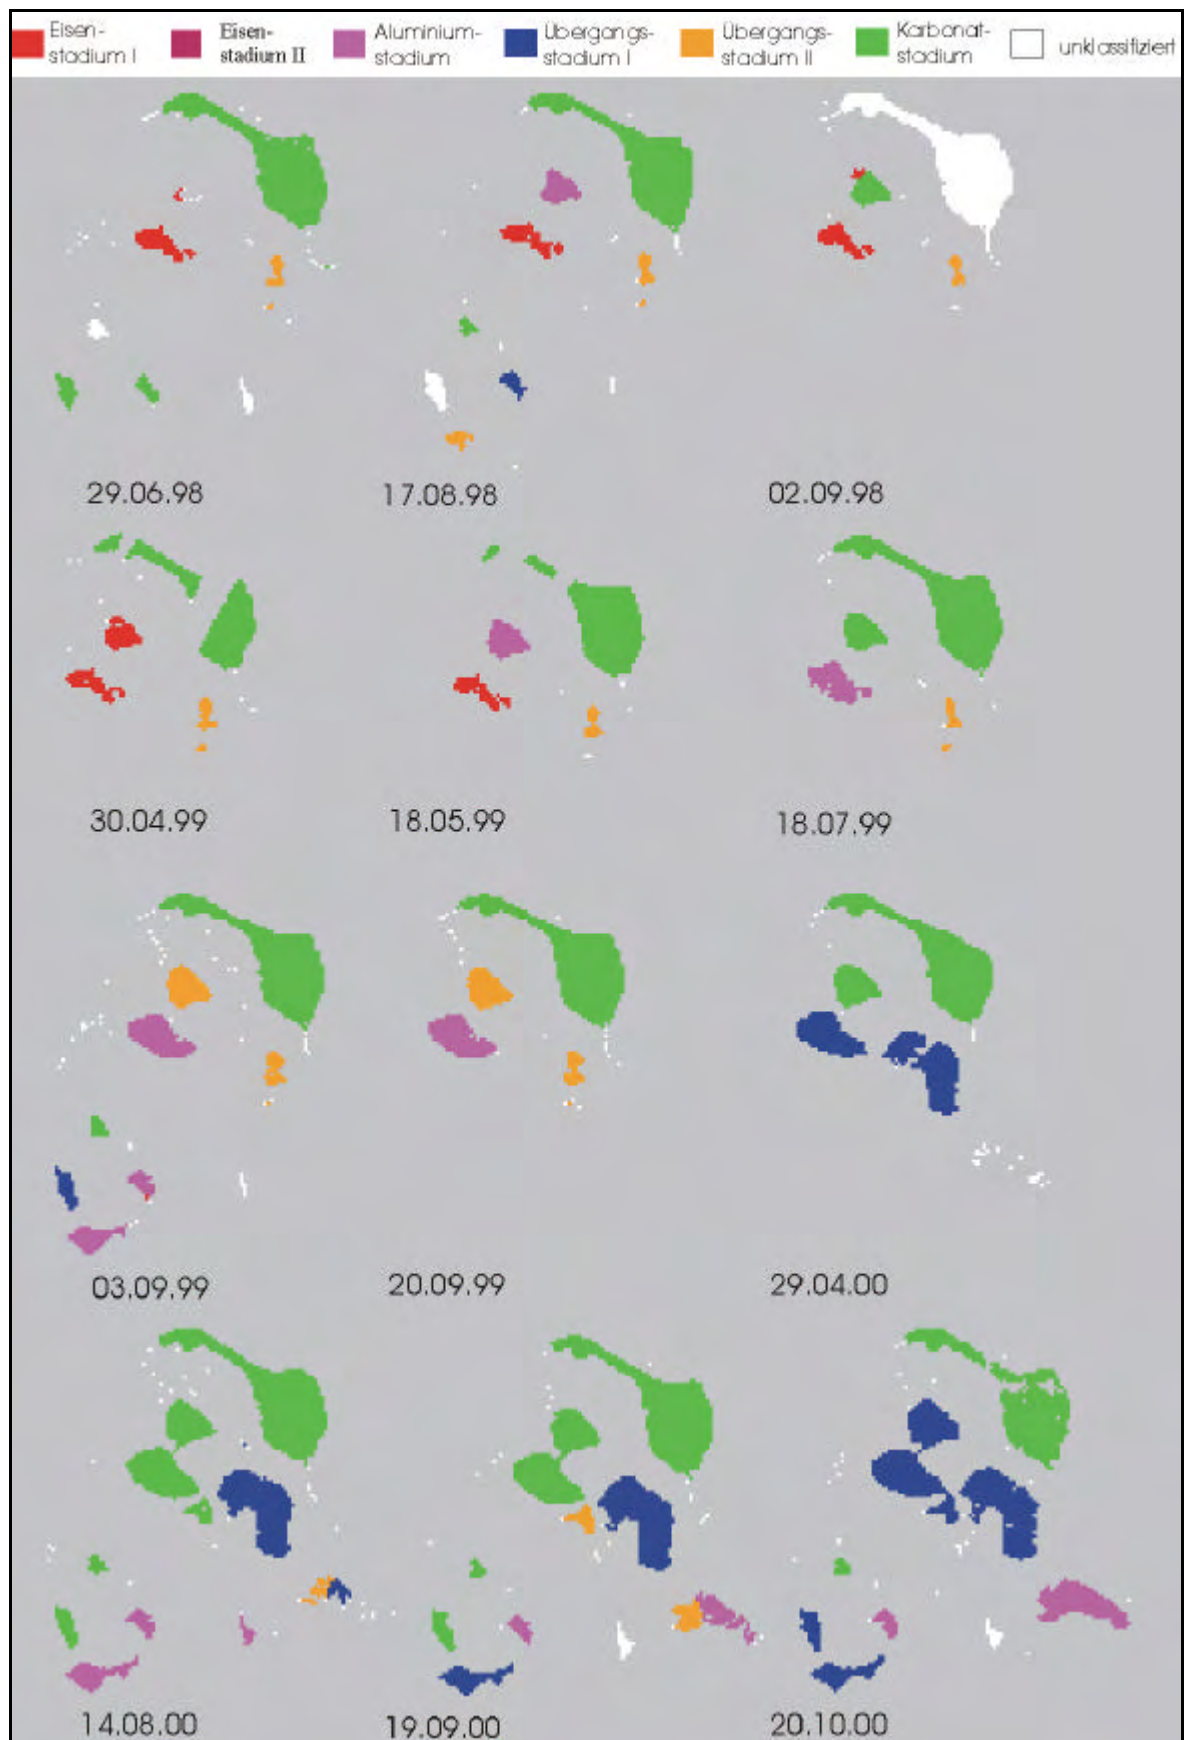 Eisen-
stadium I
Eisen-
stadium II
Aluminium-
stadium
Übergangs-
stadium I
Übergangs-
stadium II
Karbonat-
stadium
unklassifiziert
29.06.98 17.08.98 02.09.98
30.04.99 18.05.99 18.07.99
03.09.99 20.09.99 29.04.00
14.08.00 19.09.00 20.10.00